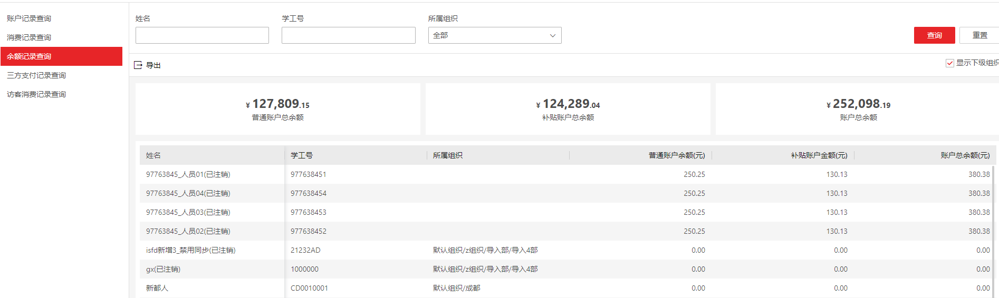 账户记录查询
消费记录查询
余额记录查询
三方支付记录查询
访客消费记录查询
姓名 学工号 所属组织
全部 查询 重置
导出 显示下级组织
¥ 127,809.15 ¥ 124,289.04 ¥ 252,098.19
普通账户总余额 补贴账户总余额 账户总余额
姓名 学工号 所属组织 普通账户余额(元) 补贴账户金额(元) 账户总余额(元)
97763845_人员01(已注销) 977638451 250.25 130.13 380.38
97763845_人员04(已注销) 977638454 250.25 130.13 380.38
97763845_人员03(已注销) 977638453 250.25 130.13 380.38
97763845_人员02(已注销) 977638452 250.25 130.13 380.38
isfd新增3_禁用同步(已注销) 21232AD 默认组织/z组织/导入部/导入4部 0.00 0.00 0.00
gx(已注销) 1000000 默认组织/z组织/导入部/导入4部 0.00 0.00 0.00
新都人 CD0010001 默认组织/成都 0.00 0.00 0.00